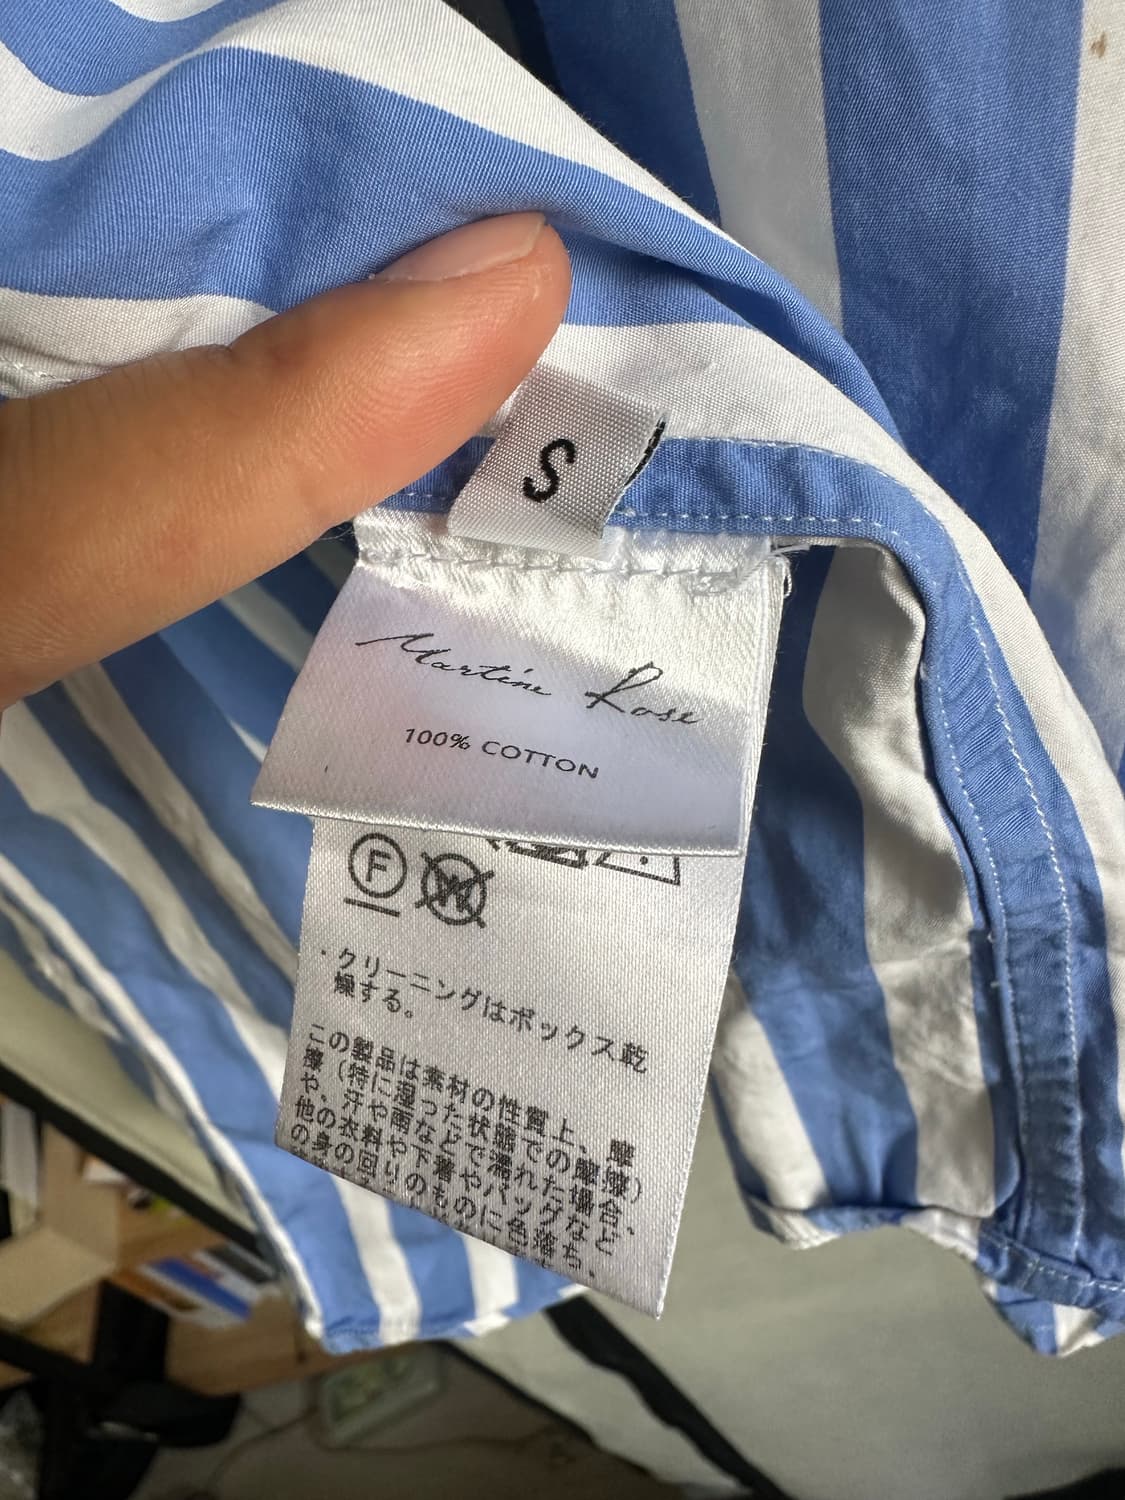 S
Martine Rose
100% COTTON
F
W
・クリーニングはボックス乾
燥する。
この製品は素材の性質上、摩
擦（特に湿った状態での摩擦）
や、汗や雨などで濡れた場合、
他の衣料や下着やバッグなど
の身の回りのものに色落ち、